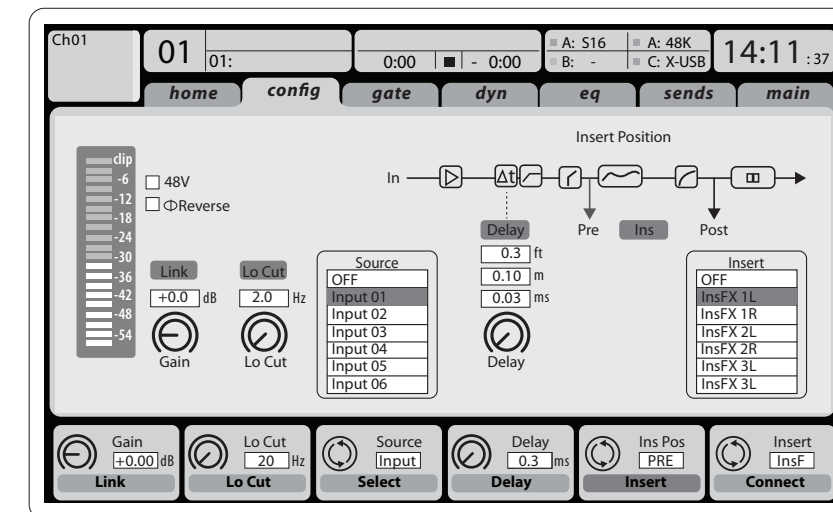 Ch01
01
01:
0:00
- 0:00
A: S16
B: -
A: 48K
C: X-USB
14:11 :37
home config gate dyn eq sends main
Insert Position
clip
-6
-12
-18
-24
-30
-36
-42
-48
-54
48V
ΦReverse
In
Δt
Pre
Ins
Post
Link
+0.0 dB
Gain
Lo Cut
2.0 Hz
Lo Cut
Source
OFF
Input 01
Input 02
Input 03
Input 04
Input 05
Input 06
Delay
0.3 ft
0.10 m
0.03 ms
Delay
Insert
OFF
InsFX 1L
InsFX 1R
InsFX 2L
InsFX 2R
InsFX 3L
InsFX 3L
Gain
+0.00 dB
Link
Lo Cut
20 Hz
Lo Cut
Source
Input
Select
Delay
0.3 ms
Delay
Ins Pos
PRE
Insert
Insert
InsF
Connect